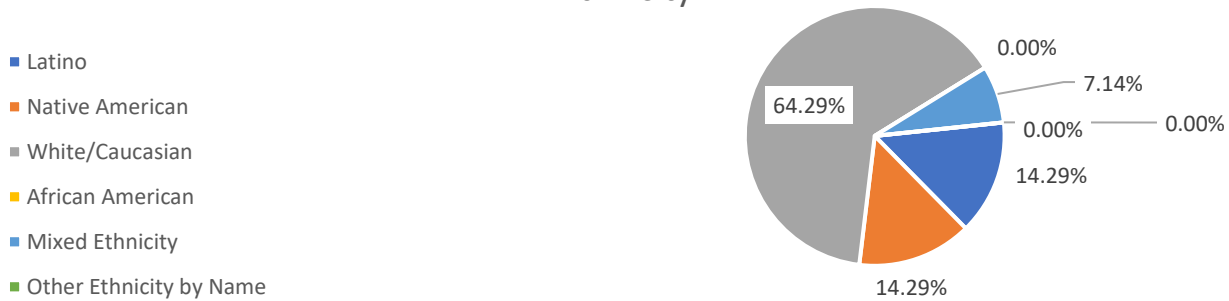 Latino
Native American
White/Caucasian
African American
Mixed Ethnicity
Other Ethnicity by Name
0.00%
7.14%
64.29%
0.00%
0.00%
14.29%
14.29%